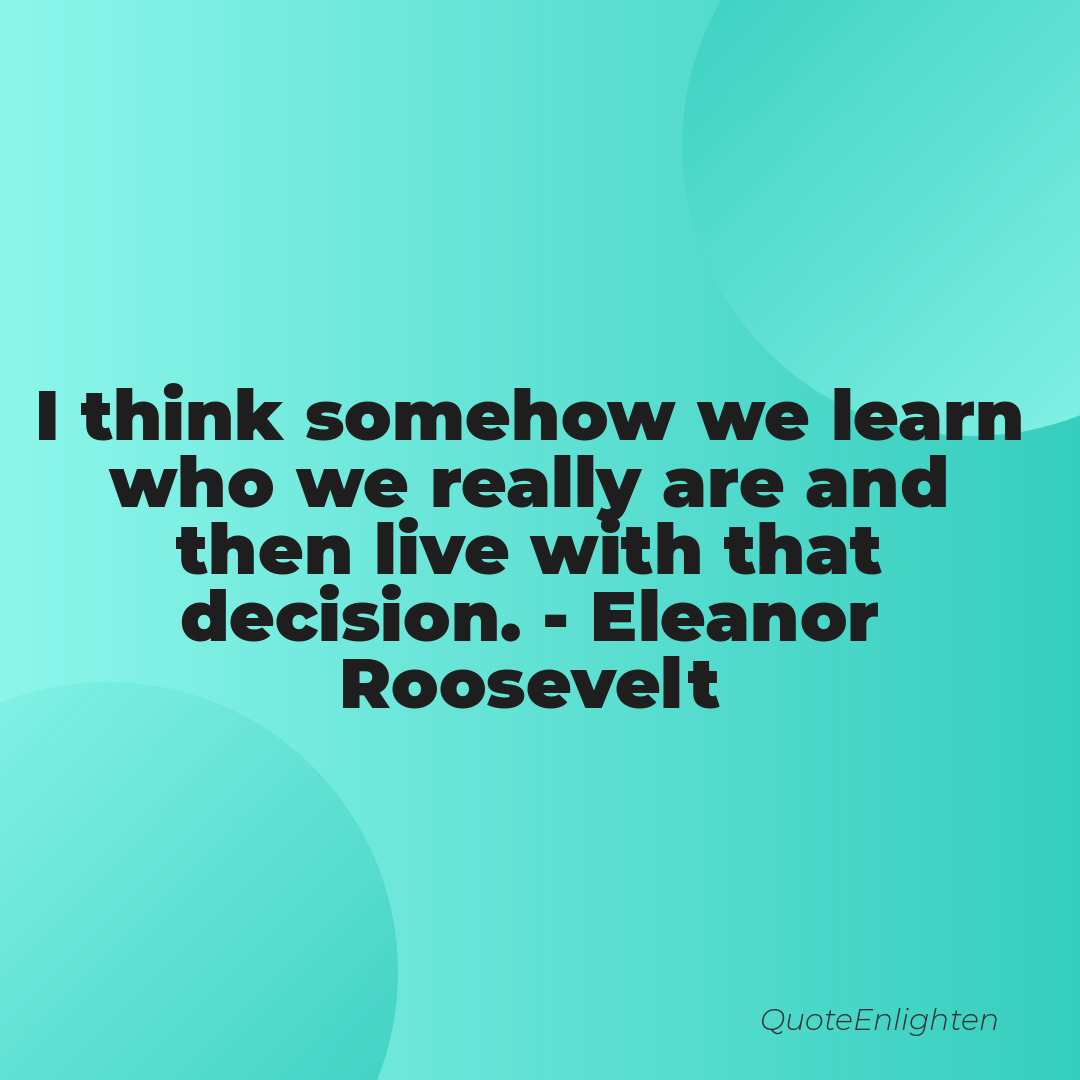 I think somehow we learn
who we really are and
then live with that
decision. - Eleanor
Roosevelt
QuoteEnlighten